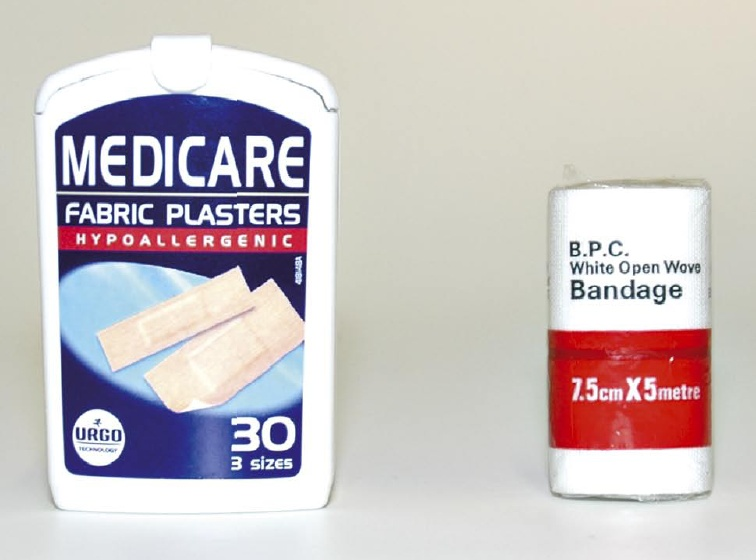 MEDICARE
FABRIC PLASTERS
HYPOALLERGENIC
URGO
TECHNOLOGY
30
3 sizes
B.P.C.
White Open Wove
Bandage
7.5cm X 5metre